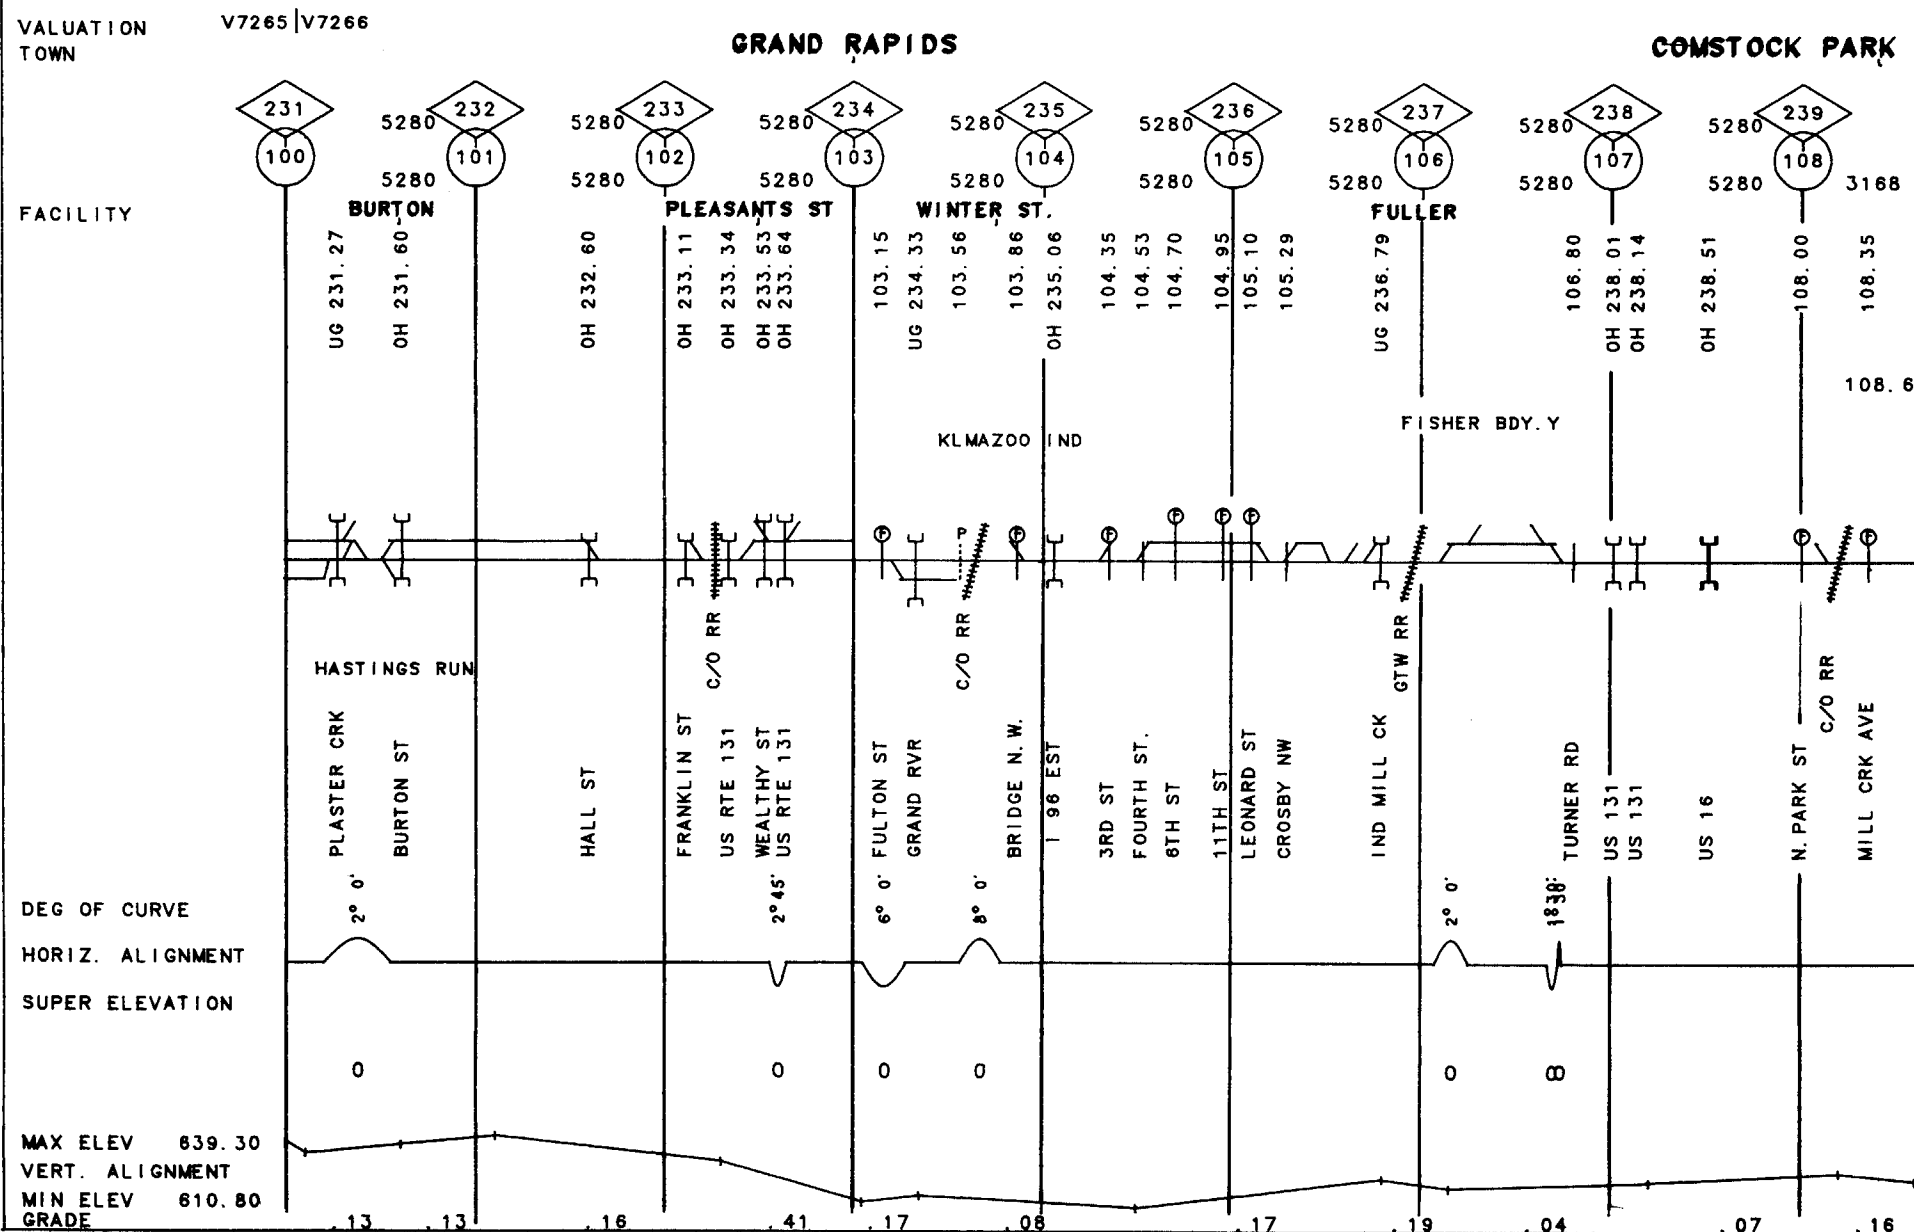 VALUATION V7265|V7266
TOWN GRAND RAPIDS COMSTOCK PARK
231 232 233 234 235 236 237 238 239
5280 5280 5280 5280 5280 5280 5280 5280
100 101 102 103 104 105 106 107 108
5280 5280 5280 5280 5280 5280 5280 5280 3168
FACILITY BURTON PLEASANTS ST WINTER ST. FULLER
UG 231.27
OH 231.60
OH 232.60
OH 233.11
OH 233.34
OH 233.53
OH 233.64
103.15
UG 234.33
103.56
103.86
OH 235.06
104.35
104.53
104.70
104.95
105.10
105.29
UG 236.79
106.80
OH 238.01
OH 238.14
OH 238.51
108.00
108.35
108.6
FISHER BDY.Y
KLMAZOO IND
F F F F F F F F
P
C/O RR
C/O RR
GTW RR
C/O RR
HASTINGS RUN
PLASTER CRK
BURTON ST
HALL ST
FRANKLIN ST
US RTE 131
WEALTHY ST
US RTE 131
FULTON ST
GRAND RVR
BRIDGE N.W.
I 96 EST
3RD ST
FOURTH ST.
6TH ST
11TH ST
LEONARD ST
CROSBY NW
IND MILL CK
TURNER RD
US 131
US 131
US 16
N. PARK ST
MILL CRK AVE
DEG OF CURVE 2° 0' 2° 45' 6° 0' 8° 0' 2° 0'
HORIZ. ALIGNMENT
SUPER ELEVATION
0 0 0 0 0 0 0
MAX ELEV 639.30
VERT. ALIGNMENT
MIN ELEV 610.80
GRADE .13 .13 .16 .41 .17 .08 .17 .19 .04 .07 .16